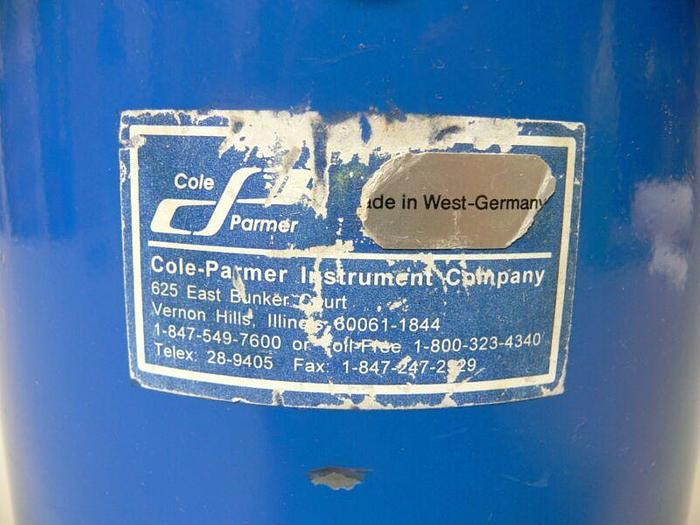 Cole
Parmer
ade in West-Germany
Cole-Parmer Instrument Company
625 East Bunker Court
Vernon Hills, Illinois 60061-1844
1-847-549-7600 or Toll-Free 1-800-323-4340
Telex: 28-9405 Fax: 1-847-247-2929